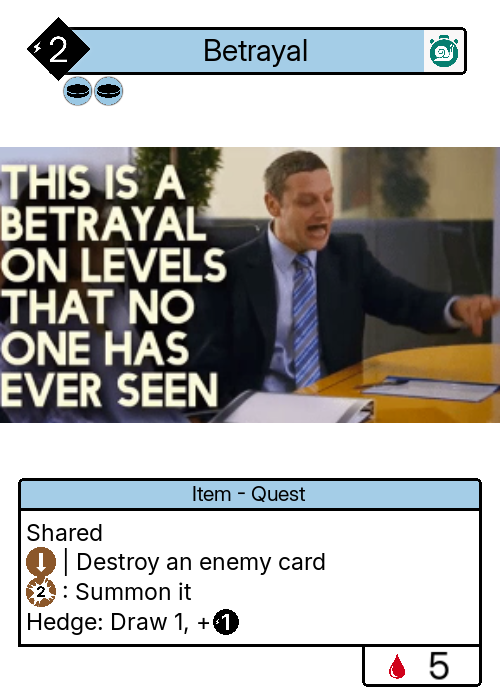 2
Betrayal
THIS IS A
BETRAYAL
ON LEVELS
THAT NO
ONE HAS
EVER SEEN
Item - Quest
Shared
| Destroy an enemy card
2 : Summon it
Hedge: Draw 1, +1
5